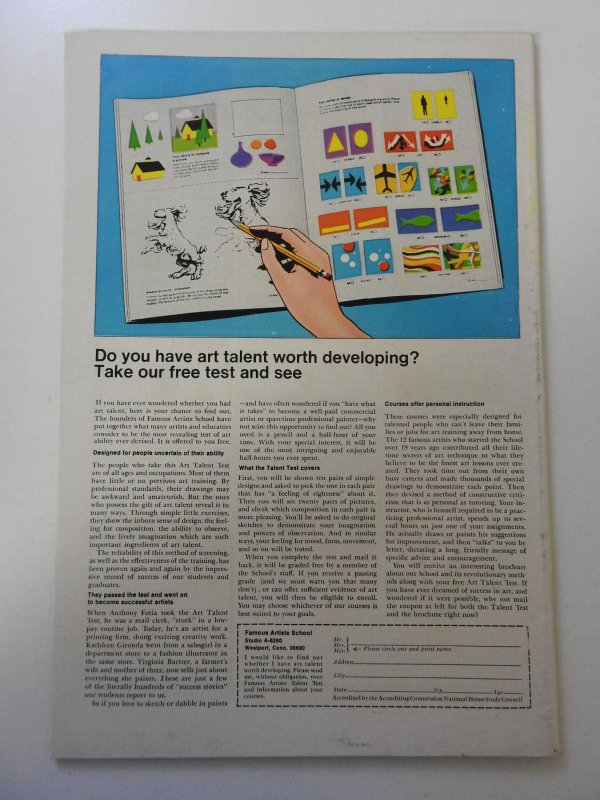 Do you have art talent worth developing?
Take our free test and see
If you have ever wondered whether you had
art talent, here is your chance to find out.
The founders of Famous Artists School have
put together what many artists and educators
consider to be the most revealing test of art
ability ever devised. It is offered to you free.
Designed for people uncertain of their ability
The people who take this Art Talent Test
are of all ages and occupations. Most of them
have little or no previous art training. By
professional standards, their drawings may
be awkward and amateurish. But the ones
who possess the gift of art talent reveal it in
many ways. Through simple little exercises,
they show the inborn sense of design, the feel-
ing for composition, the ability to observe,
and the lively imagination which are such
important ingredients of art talent.
The reliability of this method of screening,
as well as the effectiveness of the training, has
been proven again and again by the impres-
sive record of success of our students and
graduates.
They passed the test and went on
to become successful artists
When Anthony Fotia took the Art Talent
Test, he was a mail clerk, "stuck" in a low-
pay routine job. Today, he's an artist for a
printing firm, doing exciting creative work.
Kathleen Gironda went from a salesgirl in a
department store to a fashion illustrator in
the same store. Virginia Bartter, a farmer's
wife and mother of three, now sells just about
everything she paints. These are just a few
of the literally hundreds of "success stories"
our students report to us.
So if you love to sketch or dabble in paints
—and have often wondered if you "have what
it takes" to become a well-paid commercial
artist or sparetime professional painter—why
not seize this opportunity to find out? All you
need is a pencil and a half-hour of your
time. With your special interest, it will be
one of the most intriguing and enjoyable
half-hours you ever spent.
What the Talent Test covers
First, you will be shown ten pairs of simple
designs and asked to pick the one in each pair
that has "a feeling of rightness" about it.
Then you will see twenty pairs of pictures,
and check which composition in each pair is
more pleasing. You'll be asked to do original
sketches to demonstrate your imagination
and powers of observation. And in similar
ways, your feeling for mood, form, movement,
and so on will be tested.
When you complete the test and mail it
back, it will be graded free by a member of
the School's staff. If you receive a passing
grade (and we must warn you that many
don't), or can offer sufficient evidence of art
talent, you will then be eligible to enroll.
You may choose whichever of our courses is
best suited to your goals.
Courses offer personal instruction
These courses were especially designed for
talented people who can't leave their fami-
lies or jobs for art training away from home.
The 12 famous artists who started the School
over 19 years ago contributed all their life-
time secrets of art technique to what they
believe to be the finest art lessons ever cre-
ated. They took time out from their own
busy careers and made thousands of special
drawings to demonstrate each point. Then,
they devised a method of constructive criti-
cism that is as personal as tutoring. Your in-
structor, who is himself required to be a prac-
ticing professional artist, spends up to sev-
eral hours on just one of your assignments.
He actually draws or paints his suggestions
for improvement, and then "talks" to you by
letter, dictating a long, friendly message of
specific advice and encouragement.
You will receive an interesting brochure
about our School and its revolutionary meth-
ods along with your free Art Talent Test. If
you have ever dreamed of success in art, and
wondered if it were possible, why not mail
the coupon at left for both the Talent Test
and the brochure right now?
Famous Artists School
Studio A-6260
Westport, Conn. 06880
I would like to find out
whether I have art talent
worth developing. Please send
me, without obligation, your
Famous Artists Talent Test
and information about your
courses.
Mr.
Mrs.
Miss
Please circle one and print name
Address
City
State Zip Age
Accredited by the Accrediting Commission National Home Study Council.